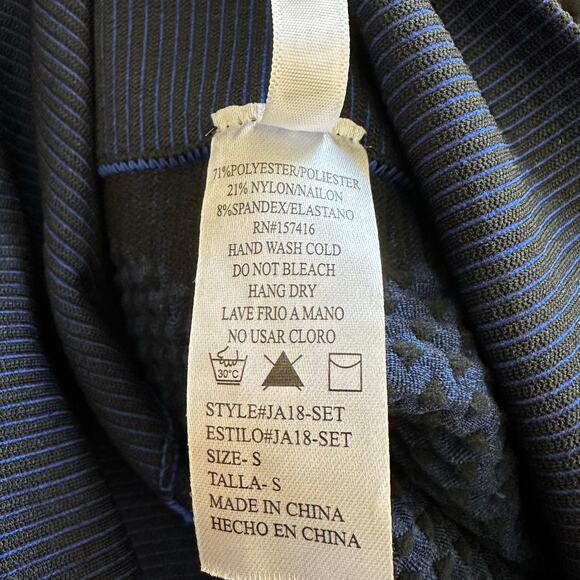 71%POLYESTER/POLIESTER
21% NYLON/NAILON
8%SPANDEX/ELASTANO
RN#157416
HAND WASH COLD
DO NOT BLEACH
HANG DRY
LAVE FRIO A MANO
NO USAR CLORO
30°C
STYLE#JA18-SET
ESTILO#JA18-SET
SIZE- S
TALLA- S
MADE IN CHINA
HECHO EN CHINA